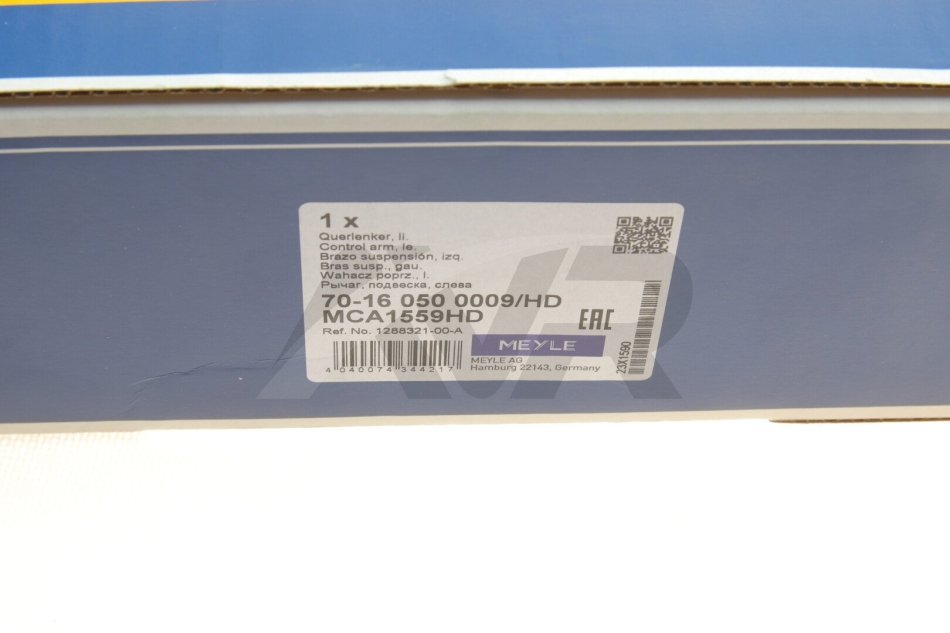 1 x
Querlenker, li.
Control arm, le.
Brazo suspensión, izq.
Bras susp., gau.
Wahacz poprz., l.
Рычаг, подвеска, слева
70-16 050 0009/HD
MCA1559HD
EAC
Ref. No. 1288321-00-A
MEYLE
MEYLE AG
Hamburg 22143, Germany
4 040074 344217
23X1590
AVR